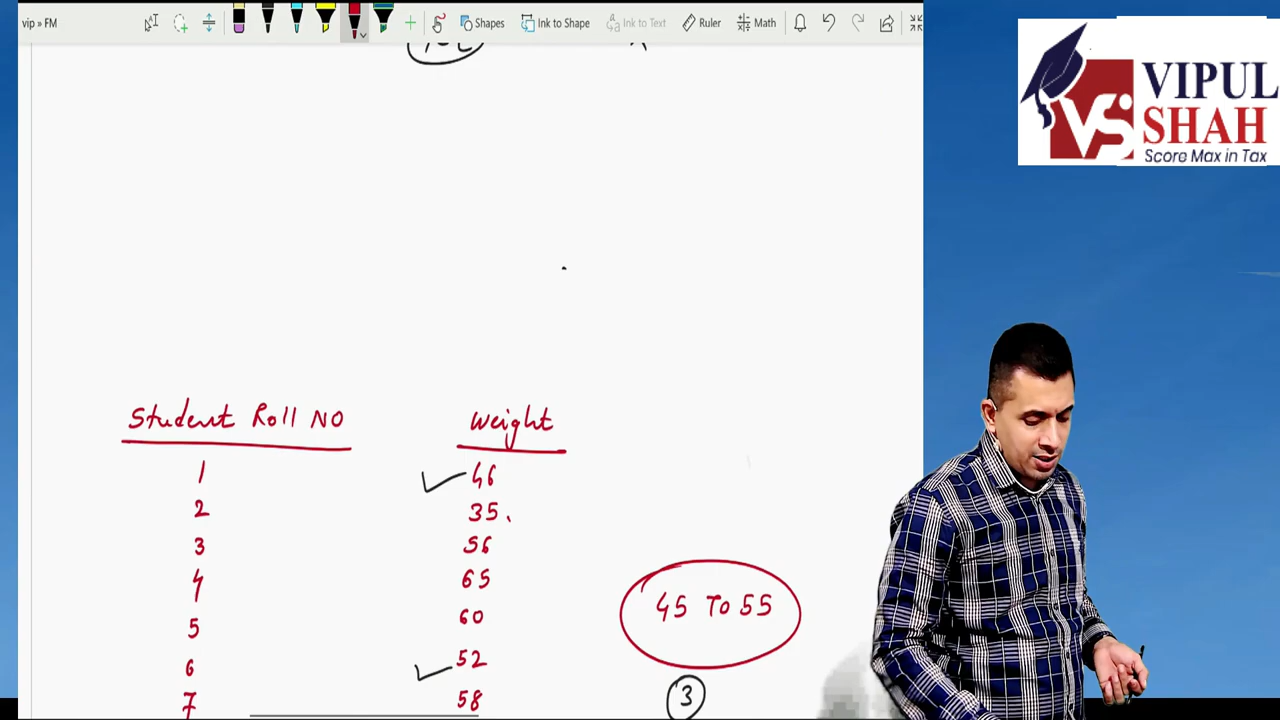 vip » FM
Shapes
Ink to Shape
Ink to Text
Ruler
Math
VIPUL
SHAH
VS
Score Max in Tax
Student Roll NO Weight
1 46
2 35
3 56
4 65
5 60
45 To 55
6 52
7 58
3